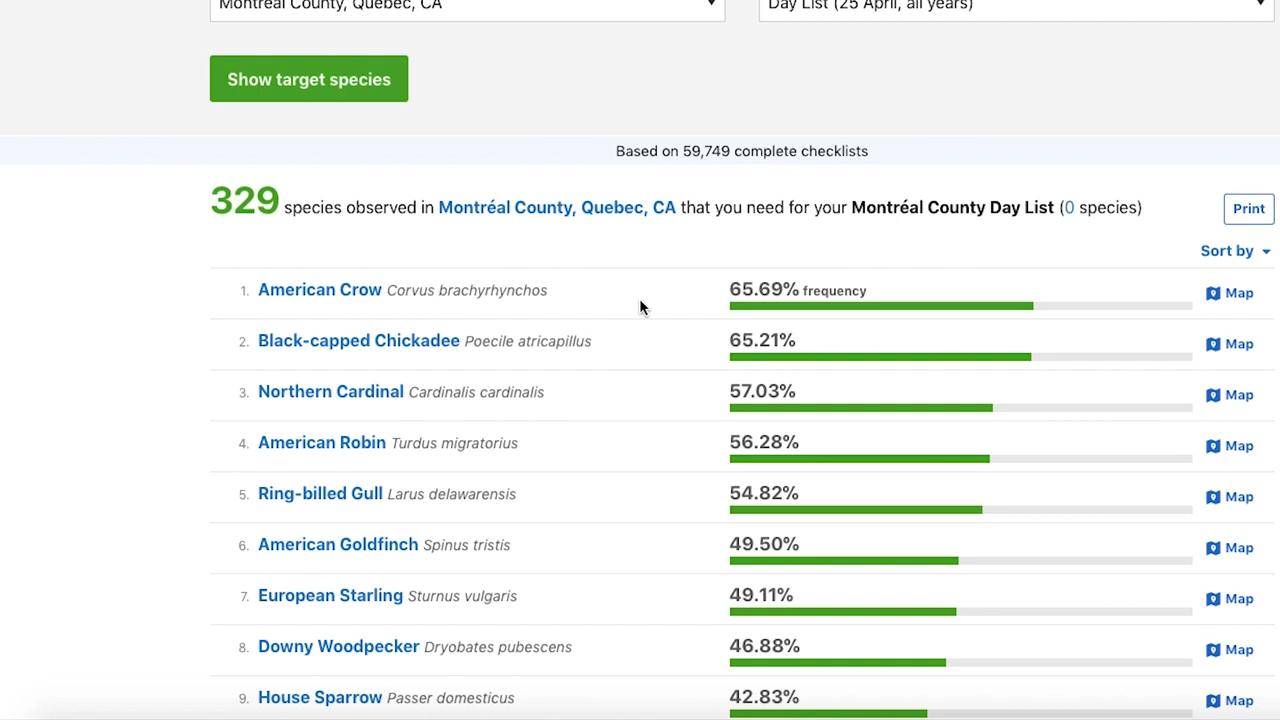 Montréal County, Quebec, CA Day List (25 April, all years)
Show target species
Based on 59,749 complete checklists
329 species observed in Montréal County, Quebec, CA that you need for your Montréal County Day List (0 species)
Print
Sort by
1. American Crow Corvus brachyrhynchos 65.69% frequency Map
2. Black-capped Chickadee Poecile atricapillus 65.21% Map
3. Northern Cardinal Cardinalis cardinalis 57.03% Map
4. American Robin Turdus migratorius 56.28% Map
5. Ring-billed Gull Larus delawarensis 54.82% Map
6. American Goldfinch Spinus tristis 49.50% Map
7. European Starling Sturnus vulgaris 49.11% Map
8. Downy Woodpecker Dryobates pubescens 46.88% Map
9. House Sparrow Passer domesticus 42.83% Map